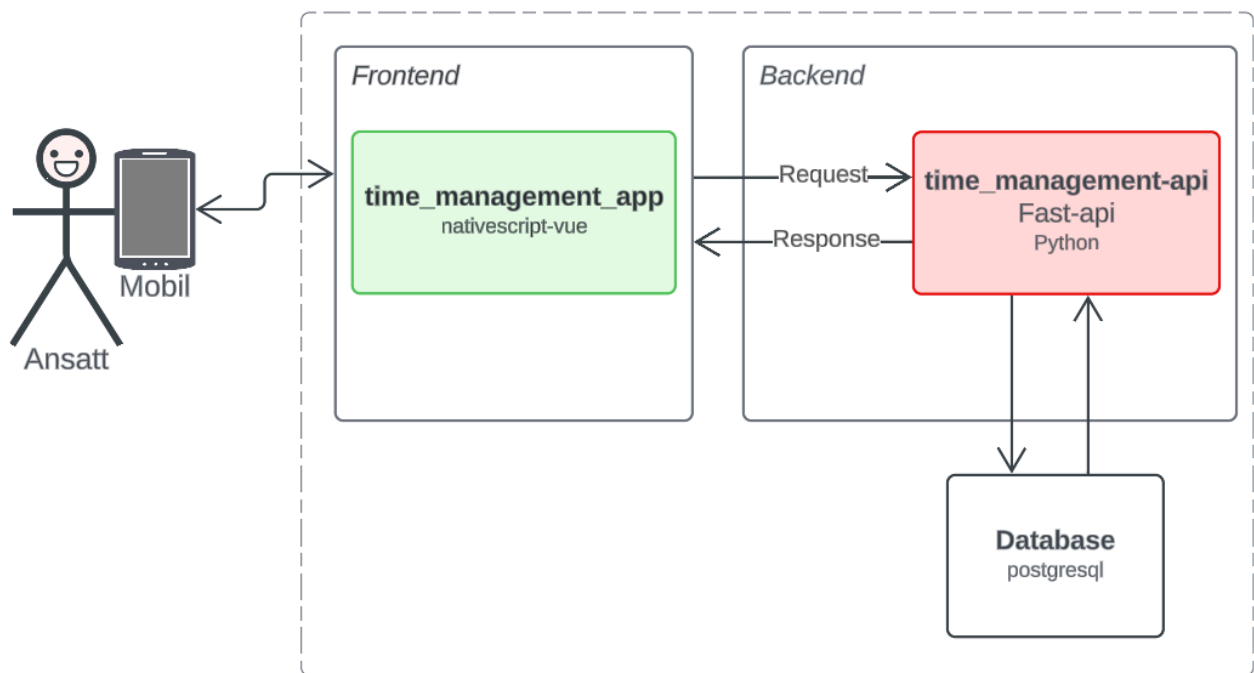 Frontend
time_management_app
nativescript-vue
Backend
time_management-api
Fast-api
Python
Request
Response
Mobil
Ansatt
Database
postgresql